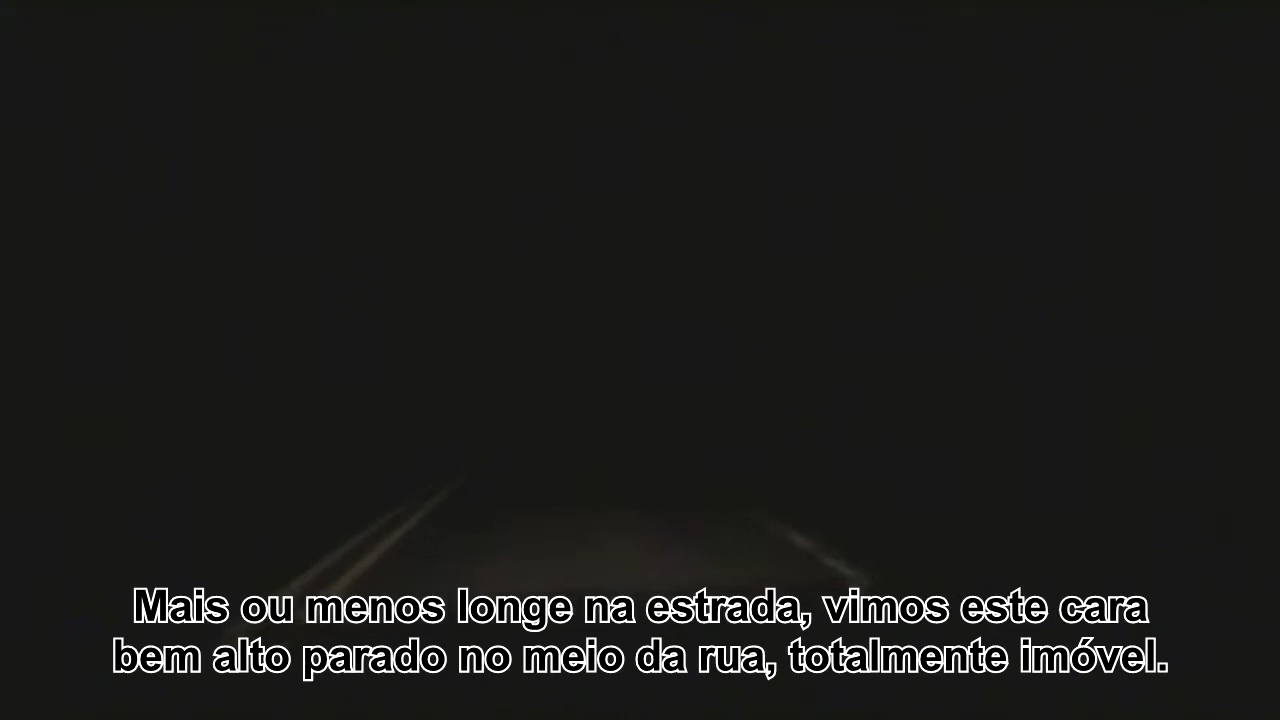 Mais ou menos longe na estrada, vimos este cara
bem alto parado no meio da rua, totalmente imóvel.